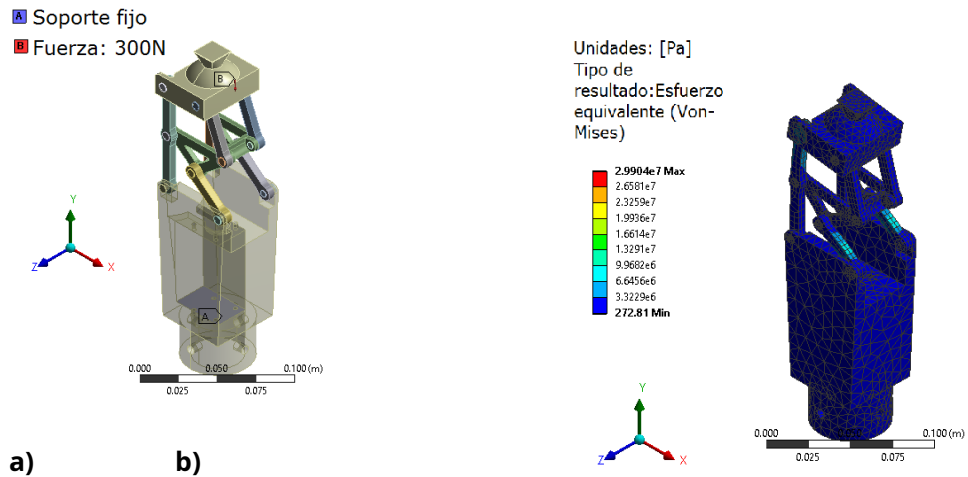 A Soporte fijo
B Fuerza: 300N
B
A
Y
Z
X
0.000
0.050
0.100 (m)
0.025
0.075
a)
b)
Unidades: [Pa]
Tipo de
resultado:Esfuerzo
equivalente (Von-
Mises)
2.9904e7 Max
2.6581e7
2.3259e7
1.9936e7
1.6614e7
1.3291e7
9.9682e6
6.6456e6
3.3229e6
272.81 Min
Y
Z
X
0.000
0.050
0.100 (m)
0.025
0.075